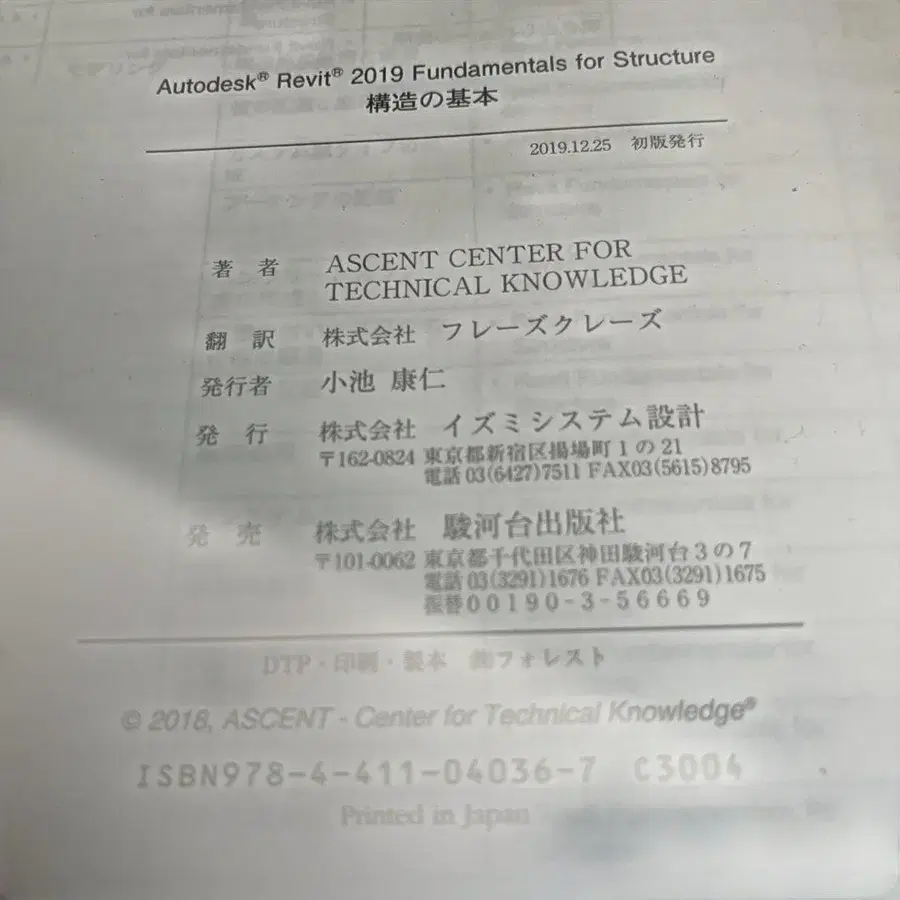 Autodesk® Revit® 2019 Fundamentals for Structure
構造の基本
2019.12.25 初版発行
著 者 ASCENT CENTER FOR
TECHNICAL KNOWLEDGE
翻 訳 株式会社 フレーズクレーズ
発行者 小池 康仁
発 行 株式会社 イズミシステム設計
〒162-0824 東京都新宿区揚場町1の21
電話 03(6427)7511 FAX03(5615)8795
発 売 株式会社 駿河台出版社
〒101-0062 東京都千代田区神田駿河台3の7
電話 03(3291)1676 FAX03(3291)1675
振替00190-3-56669
DTP・印刷・製本 ㈱フォレスト
© 2018, ASCENT - Center for Technical Knowledge®
ISBN978-4-411-04036-7 C3004
Printed in Japan